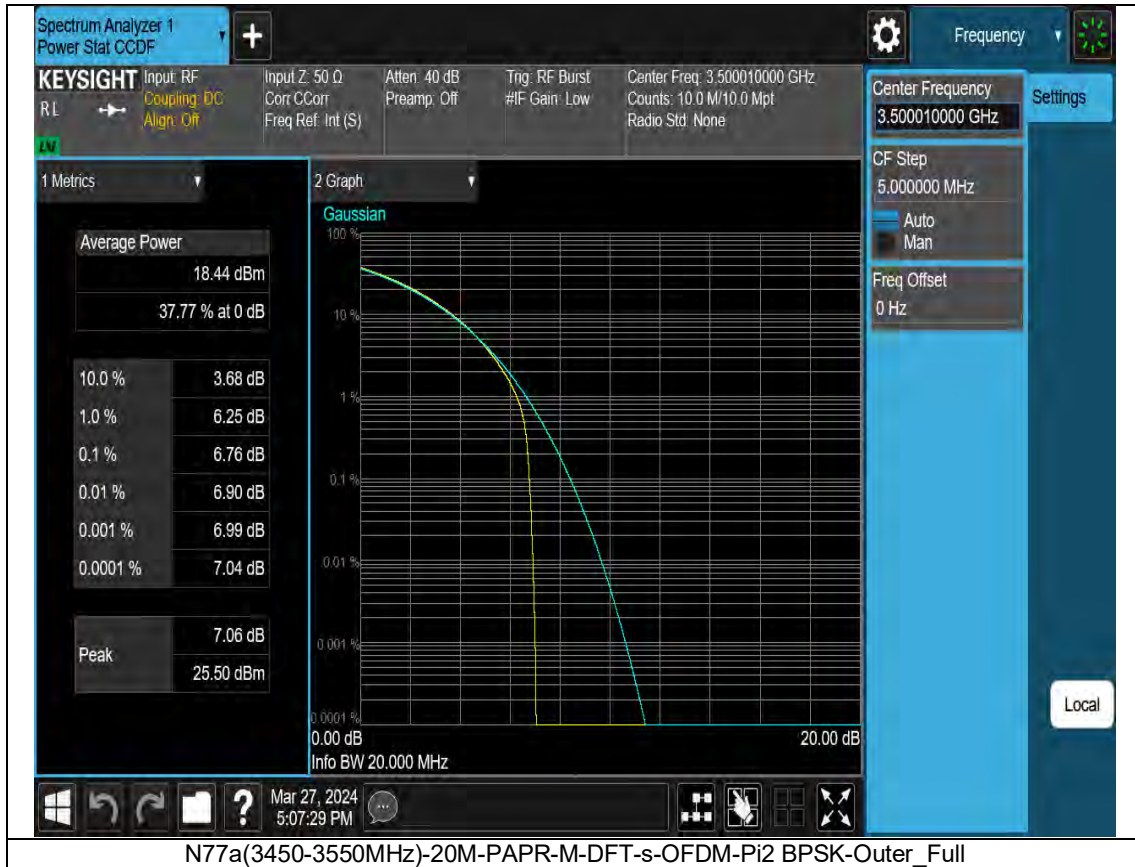 Spectrum Analyzer 1
Power Stat CCDF
+
Frequency
KEYSIGHT Input: RF
RL
Coupling: DC
Align: Off
LNI
Input Z: 50 Ω
Corr CCorr
Freq Ref: Int (S)
Atten: 40 dB
Preamp: Off
Trig: RF Burst
#IF Gain: Low
Center Freq: 3.500010000 GHz
Counts: 10.0 M/10.0 Mpt
Radio Std: None
Center Frequency
3.500010000 GHz
Settings
CF Step
5.000000 MHz
Auto
Man
Freq Offset
0 Hz
Local
1 Metrics
Average Power
18.44 dBm
37.77 % at 0 dB
10.0 % 3.68 dB
1.0 % 6.25 dB
0.1 % 6.76 dB
0.01 % 6.90 dB
0.001 % 6.99 dB
0.0001 % 7.04 dB
Peak 7.06 dB
25.50 dBm
2 Graph
Gaussian
100 %
10 %
1 %
0.1 %
0.01 %
0.001 %
0.0001 %
0.00 dB 20.00 dB
Info BW 20.000 MHz
?
Mar 27, 2024
5:07:29 PM
N77a(3450-3550MHz)-20M-PAPR-M-DFT-s-OFDM-Pi2 BPSK-Outer_Full